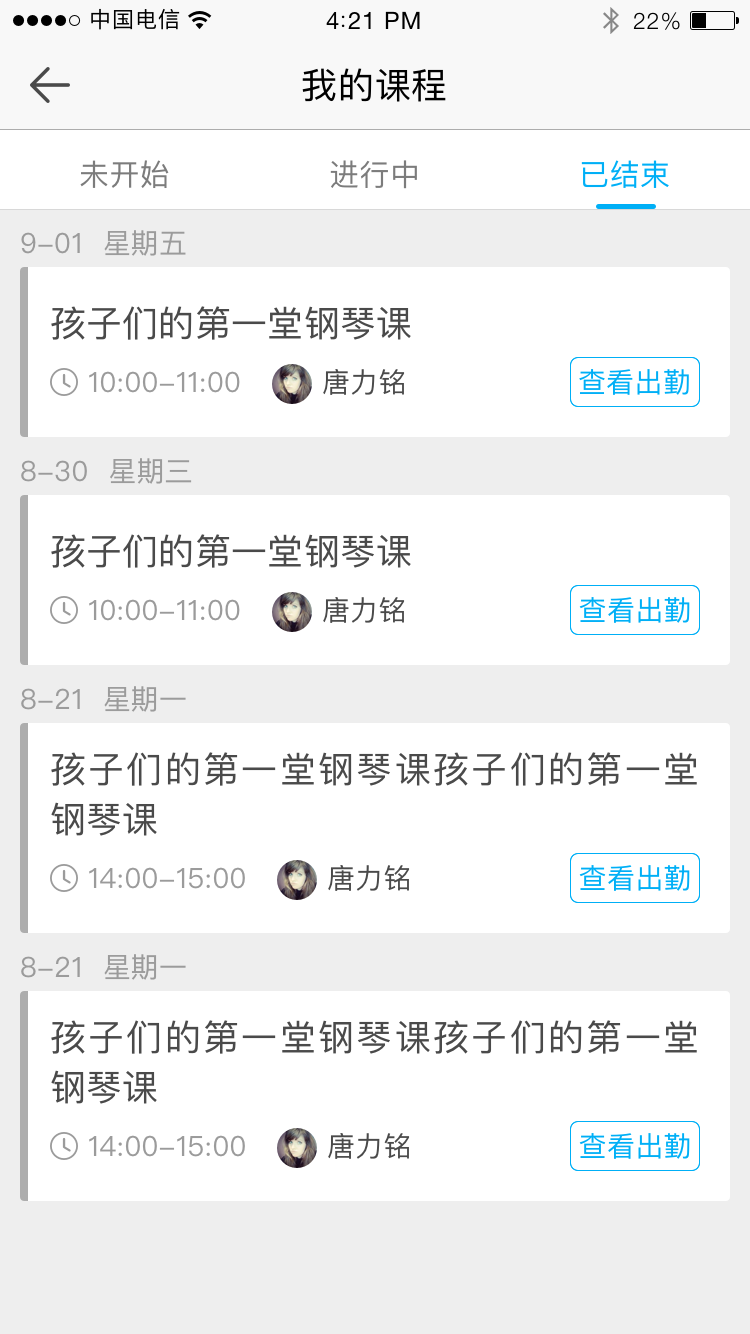 中国电信 4:21 PM 22%
我的课程
未开始 进行中 已结束
9-01 星期五
孩子们的第一堂钢琴课
10:00-11:00 唐力铭 查看出勤
8-30 星期三
孩子们的第一堂钢琴课
10:00-11:00 唐力铭 查看出勤
8-21 星期一
孩子们的第一堂钢琴课孩子们的第一堂
钢琴课
14:00-15:00 唐力铭 查看出勤
8-21 星期一
孩子们的第一堂钢琴课孩子们的第一堂
钢琴课
14:00-15:00 唐力铭 查看出勤